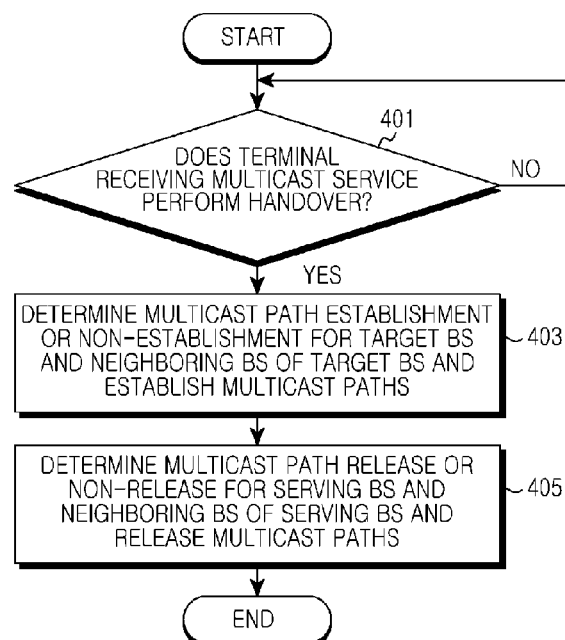 START
401
DOES TERMINAL
RECEIVING MULTICAST SERVICE
PERFORM HANDOVER?
NO
YES
DETERMINE MULTICAST PATH ESTABLISHMENT
OR NON-ESTABLISHMENT FOR TARGET BS
AND NEIGHBORING BS OF TARGET BS AND
ESTABLISH MULTICAST PATHS
403
DETERMINE MULTICAST PATH RELEASE OR
NON-RELEASE FOR SERVING BS AND
NEIGHBORING BS OF SERVING BS AND
RELEASE MULTICAST PATHS
405
END